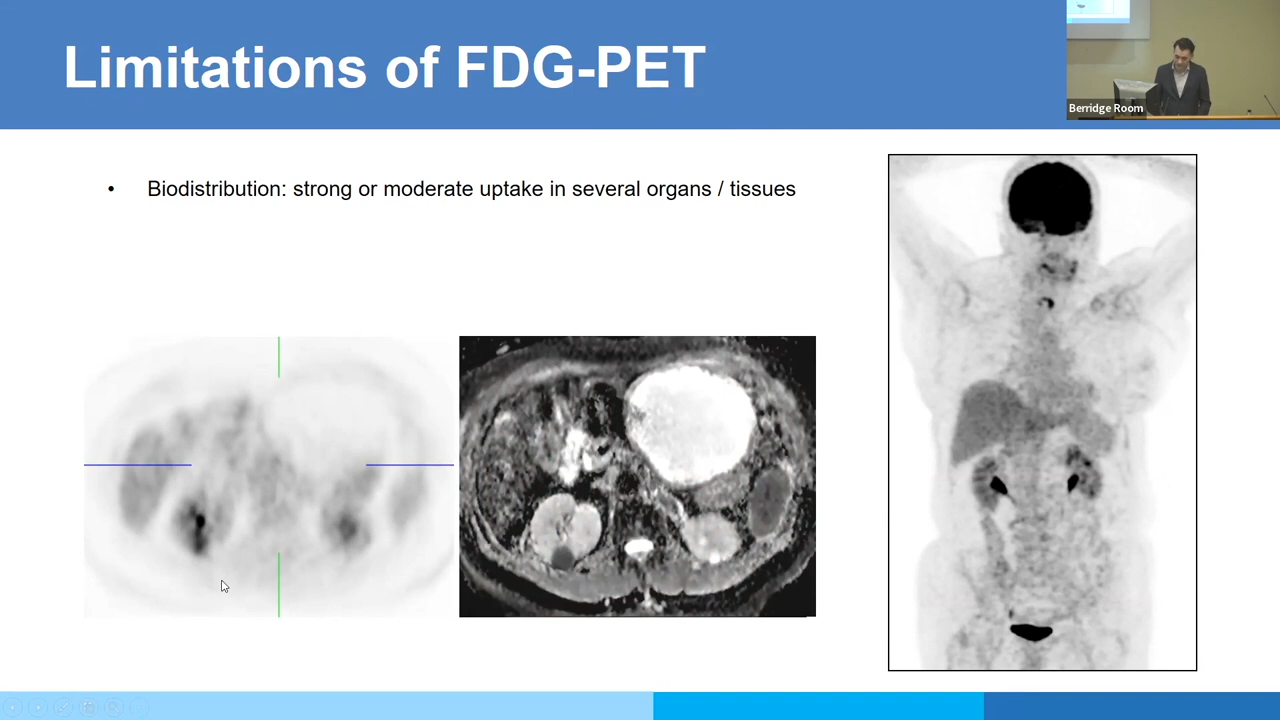 Limitations of FDG-PET
Berridge Room
• Biodistribution: strong or moderate uptake in several organs / tissues